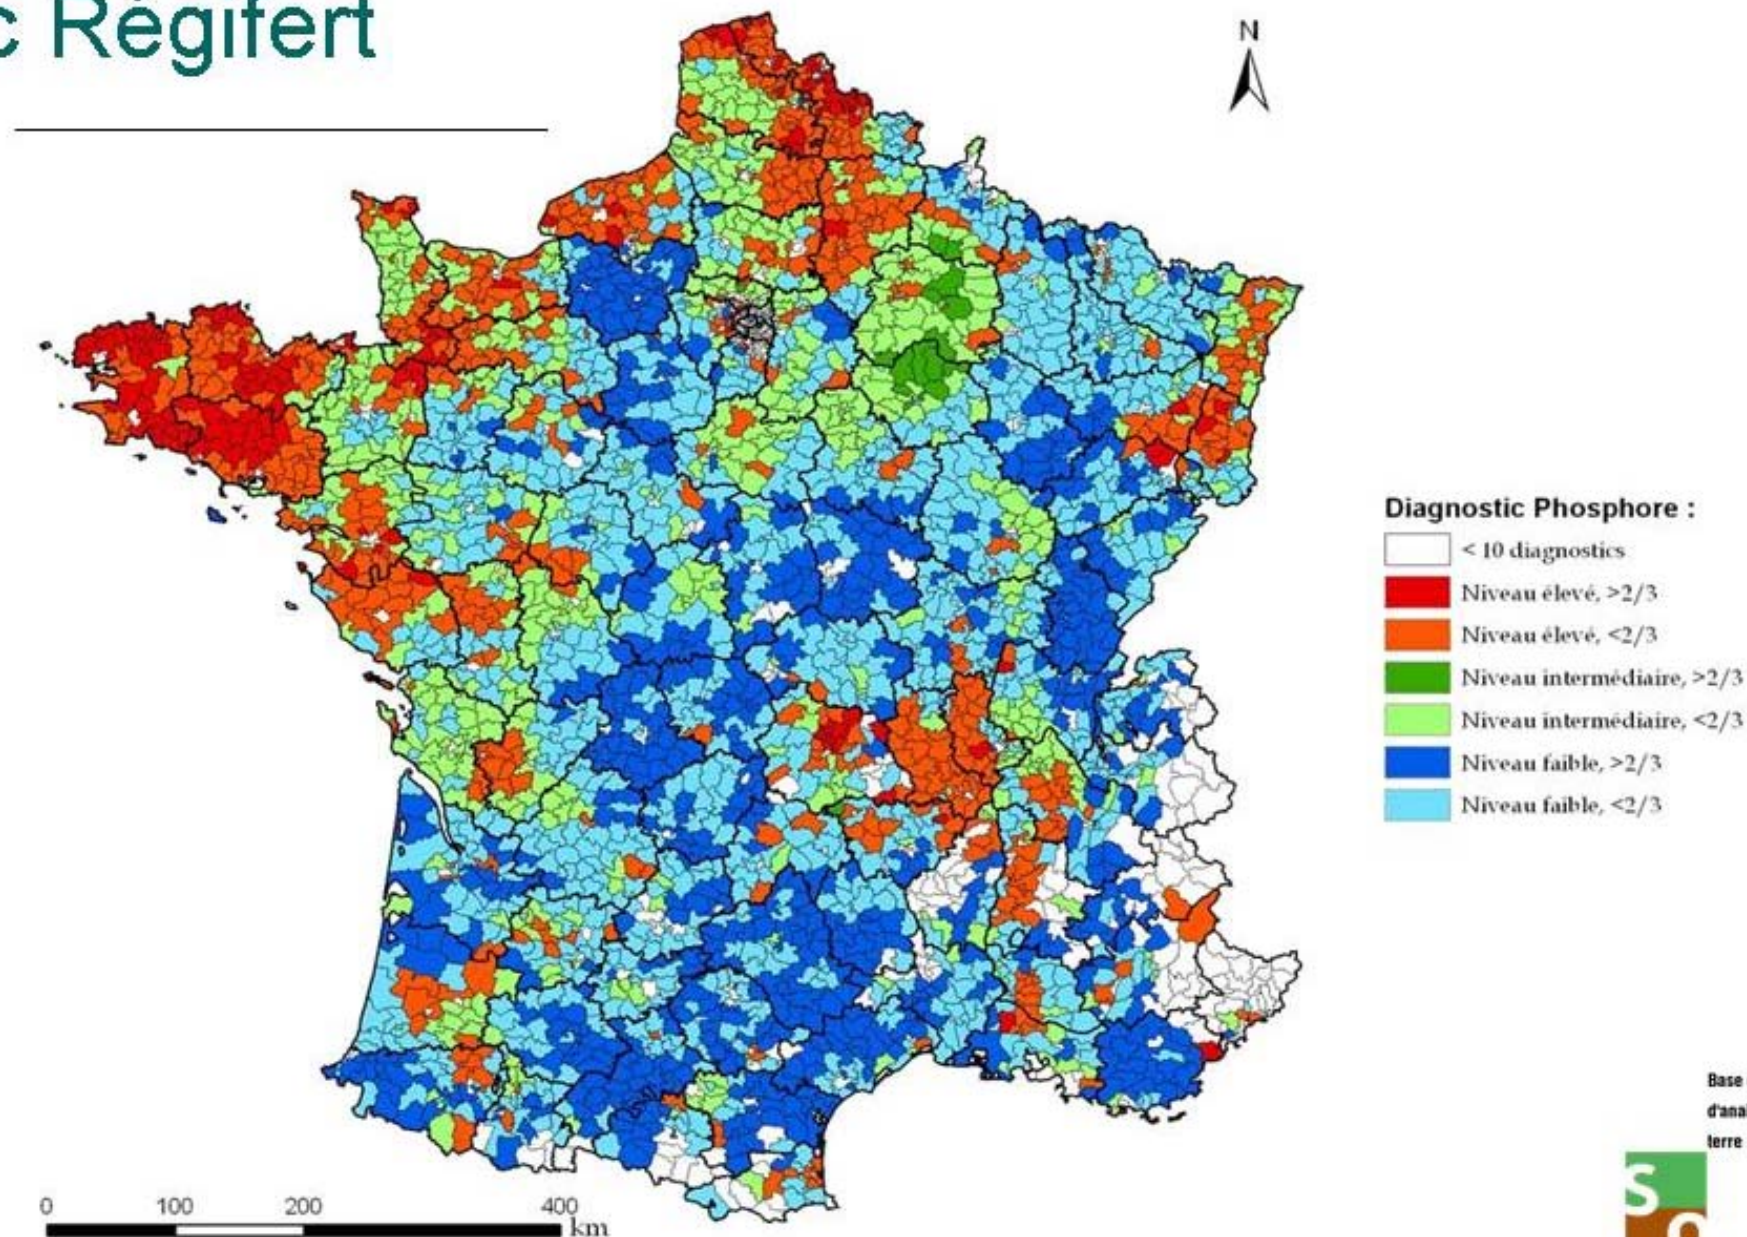 c Régifert
N
Diagnostic Phosphore :
< 10 diagnostics
Niveau élevé, >2/3
Niveau élevé, <2/3
Niveau intermédiaire, >2/3
Niveau intermédiaire, <2/3
Niveau faible, >2/3
Niveau faible, <2/3
Base
d'anal
terre
S
0 100 200 400
km